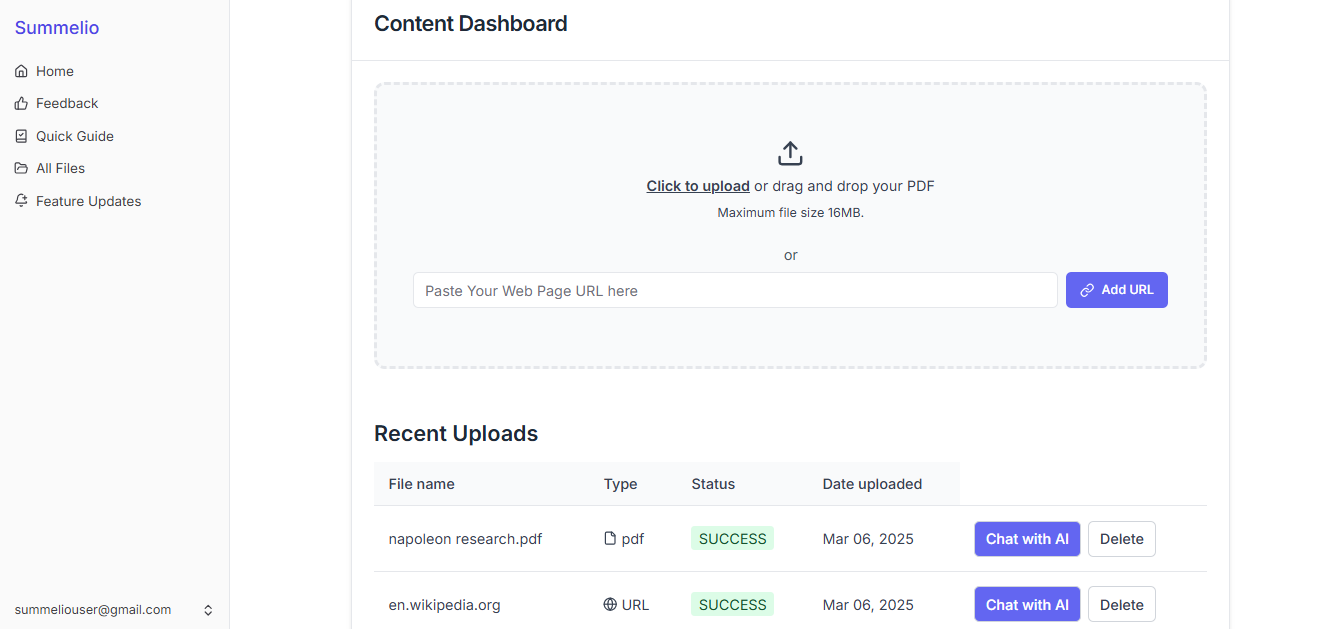 Summelio
Home
Feedback
Quick Guide
All Files
Feature Updates
summeliouser@gmail.com
Content Dashboard
Click to upload or drag and drop your PDF
Maximum file size 16MB.
or
Paste Your Web Page URL here
Add URL
Recent Uploads
File name Type Status Date uploaded
napoleon research.pdf pdf SUCCESS Mar 06, 2025 Chat with AI Delete
en.wikipedia.org URL SUCCESS Mar 06, 2025 Chat with AI Delete